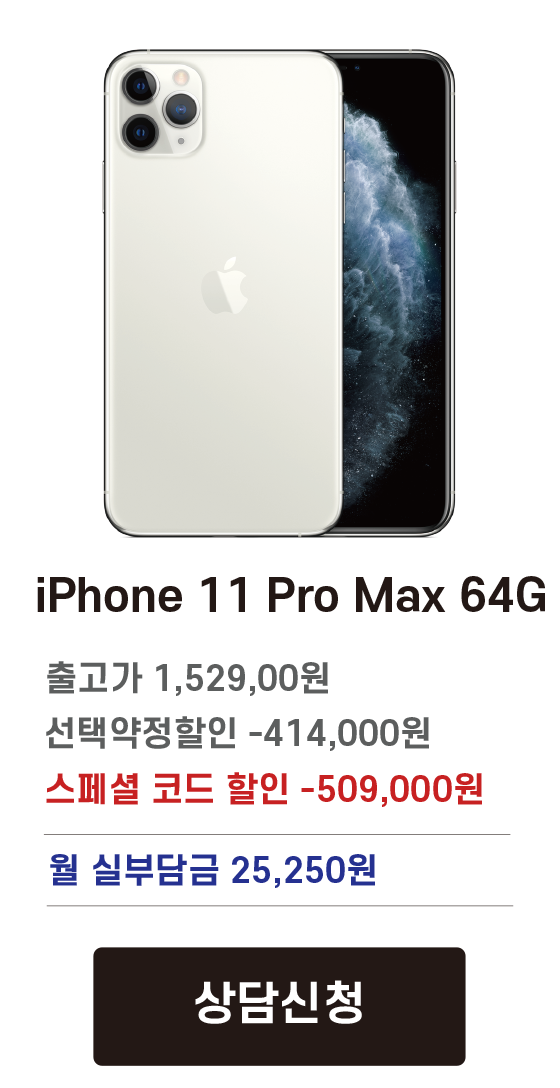 iPhone 11 Pro Max 64G
출고가 1,529,00원
선택약정할인 -414,000원
스페셜 코드 할인 -509,000원
월 실부담금 25,250원
상담신청